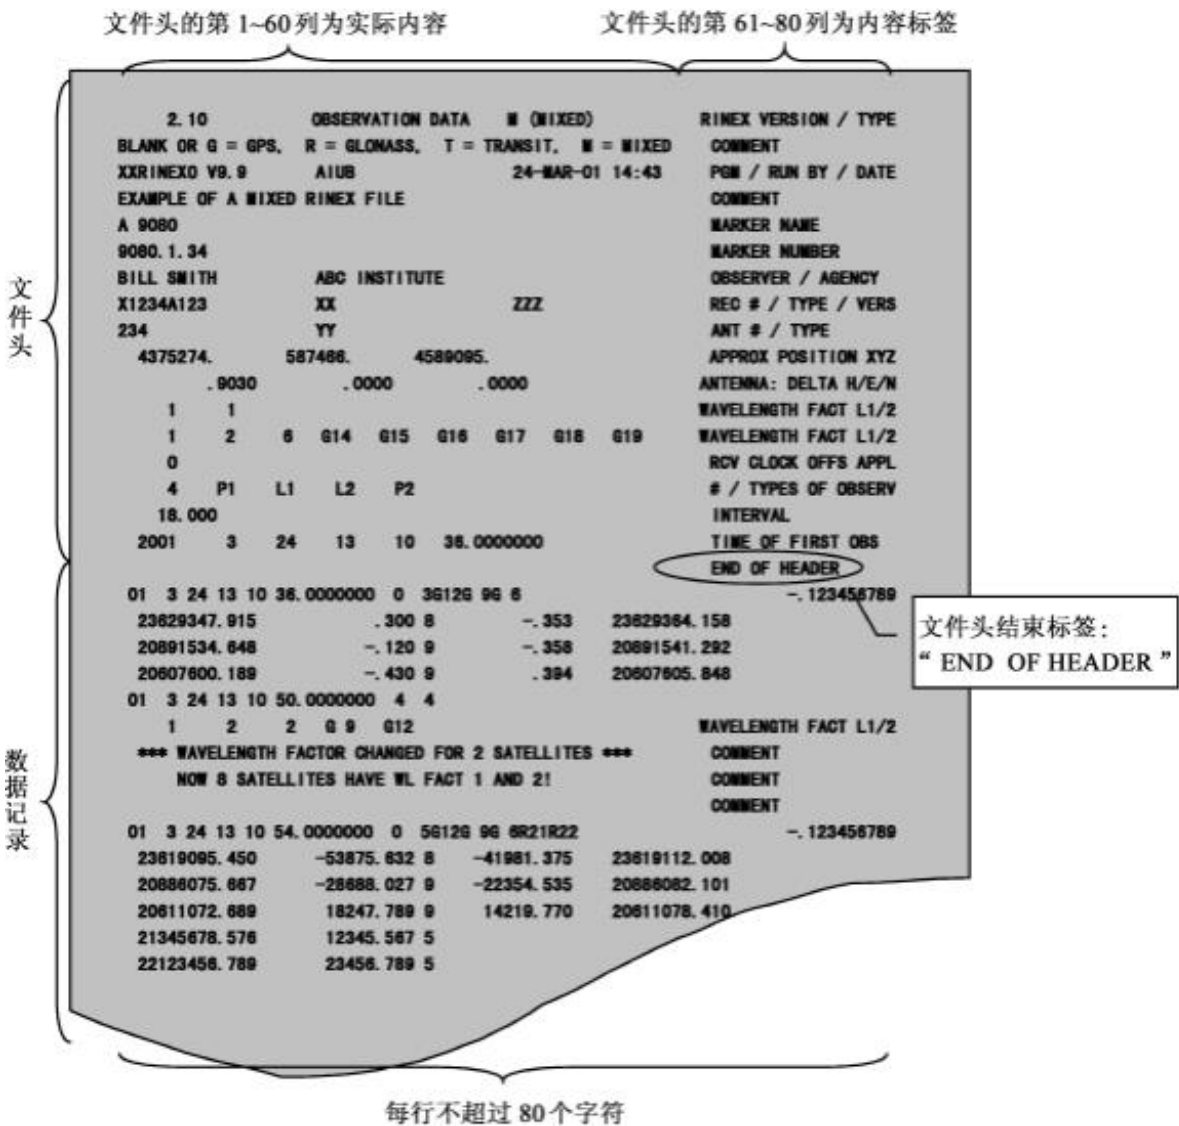 文件头的第 1~60 列为实际内容 文件头的第 61~80 列为内容标签
2.10 OBSERVATION DATA M (MIXED) RINEX VERSION / TYPE
BLANK OR G = GPS, R = GLONASS, T = TRANSIT, M = MIXED COMMENT
XXRINEXO V9.9 AIUB 24-MAR-01 14:43 PGM / RUN BY / DATE
EXAMPLE OF A MIXED RINEX FILE COMMENT
A 9080 MARKER NAME
9080.1.34 MARKER NUMBER
BILL SMITH ABC INSTITUTE OBSERVER / AGENCY
X1234A123 XX ZZZ REC # / TYPE / VERS
234 YY ANT # / TYPE
4375274. 587466. 4589095. APPROX POSITION XYZ
.9030 .0000 .0000 ANTENNA: DELTA H/E/N
1 1 WAVELENGTH FACT L1/2
1 2 6 G14 G15 G16 G17 G18 G19 WAVELENGTH FACT L1/2
0 RCV CLOCK OFFS APPL
4 P1 L1 L2 P2 # / TYPES OF OBSERV
18.000 INTERVAL
2001 3 24 13 10 36.0000000 TIME OF FIRST OBS
END OF HEADER
文件头
01 3 24 13 10 36.0000000 0 3G12G 9G 6 -.123456789
23629347.915 .300 8 -.353 23629364.158
20891534.648 -.120 9 -.358 20891541.292
20607600.189 -.430 9 .394 20607605.848
文件头结束标签:
“ END OF HEADER ”
01 3 24 13 10 50.0000000 4 4
1 2 2 G 9 G12 WAVELENGTH FACT L1/2
*** WAVELENGTH FACTOR CHANGED FOR 2 SATELLITES *** COMMENT
NOW 8 SATELLITES HAVE WL FACT 1 AND 2! COMMENT
COMMENT
01 3 24 13 10 54.0000000 0 5G12G 9G 6R21R22 -.123456789
23619095.450 -53875.632 8 -41981.375 23619112.008
20886075.667 -28688.027 9 -22354.535 20886082.101
20611072.689 18247.789 9 14219.770 20611078.410
21345678.576 12345.567 5
22123456.789 23456.789 5
数据记录
每行不超过 80 个字符